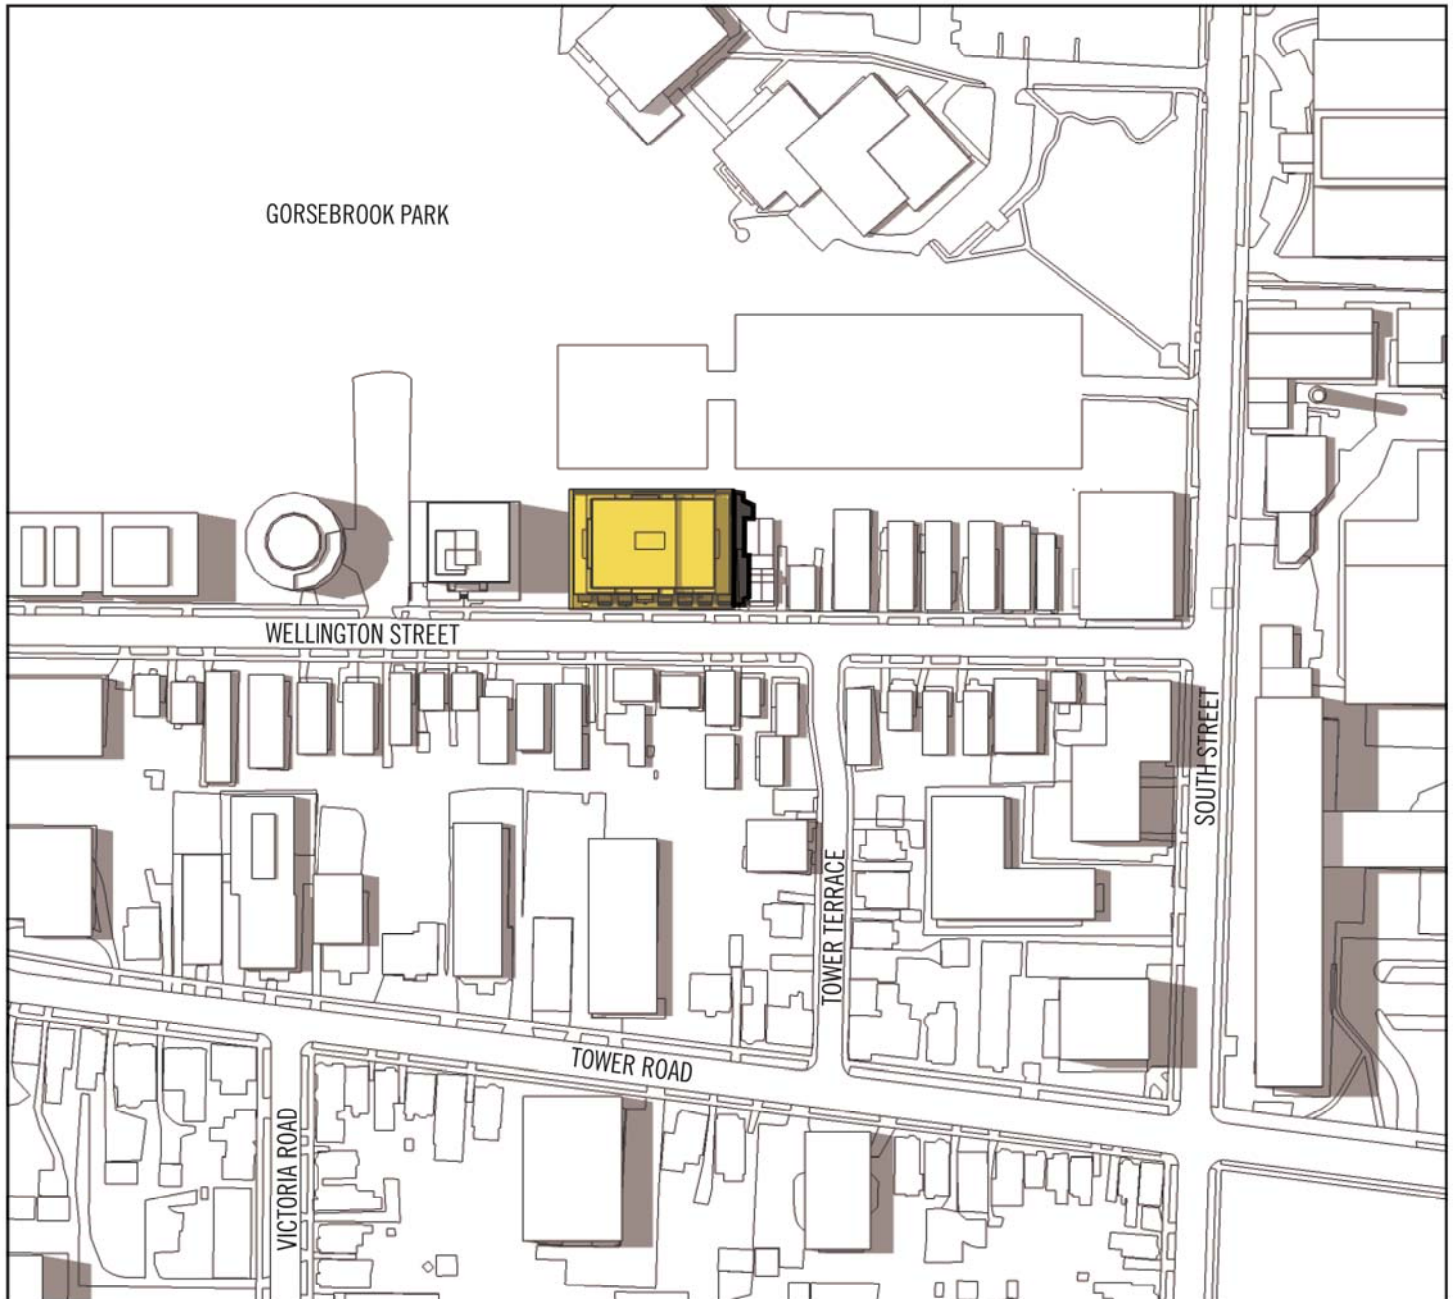 GORSEBROOK PARK
WELLINGTON STREET
SOUTH STREET
TOWER TERRACE
TOWER ROAD
VICTORIA ROAD